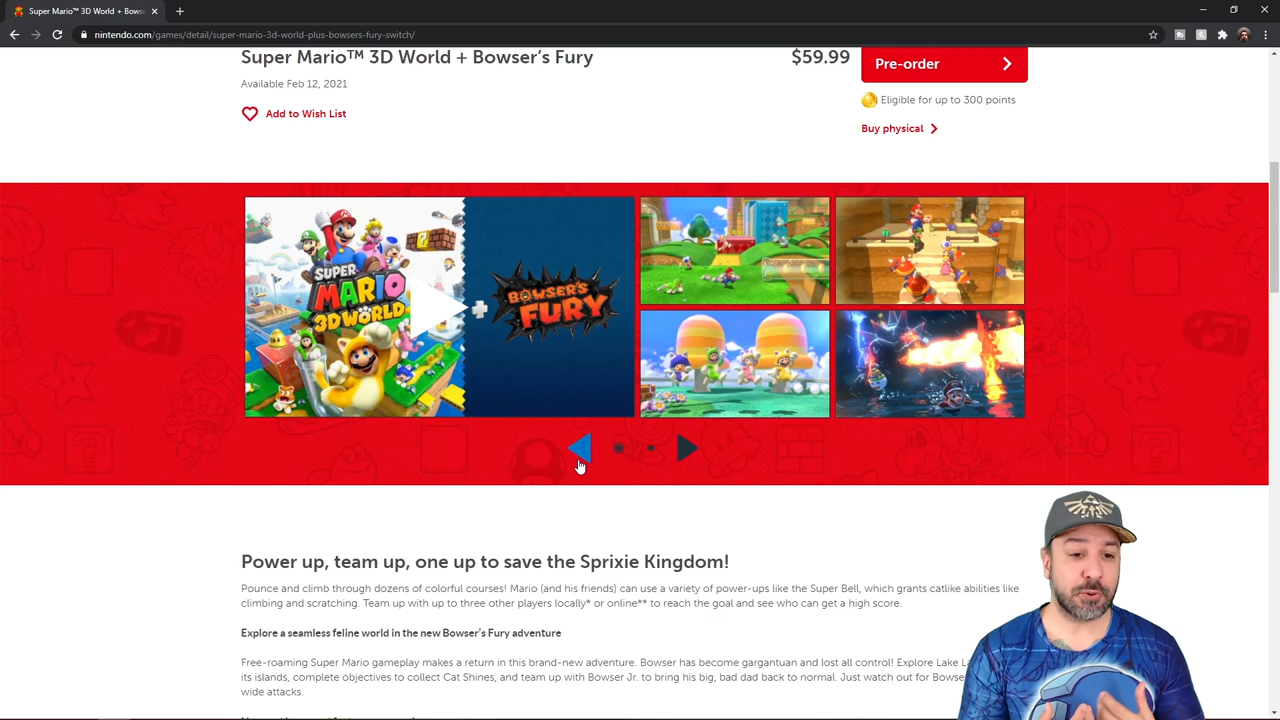 Super Mario™ 3D World + Bows
nintendo.com/games/detail/super-mario-3d-world-plus-bowsers-fury-switch/
Super Mario™ 3D World + Bowser's Fury
$59.99
Pre-order
Available Feb 12, 2021
Eligible for up to 300 points
Add to Wish List
Buy physical
SUPER
MARIO
3D WORLD
BOWSER'S
FURY
Power up, team up, one up to save the Sprixie Kingdom!
Pounce and climb through dozens of colorful courses! Mario (and his friends) can use a variety of power-ups like the Super Bell, which grants catlike abilities like
climbing and scratching. Team up with up to three other players locally* or online** to reach the goal and see who can get a high score.
Explore a seamless feline world in the new Bowser's Fury adventure
Free-roaming Super Mario gameplay makes a return in this brand-new adventure. Bowser has become gargantuan and lost all control! Explore Lake La
its islands, complete objectives to collect Cat Shines, and team up with Bowser Jr. to bring his big, bad dad back to normal. Just watch out for Bowse
wide attacks.